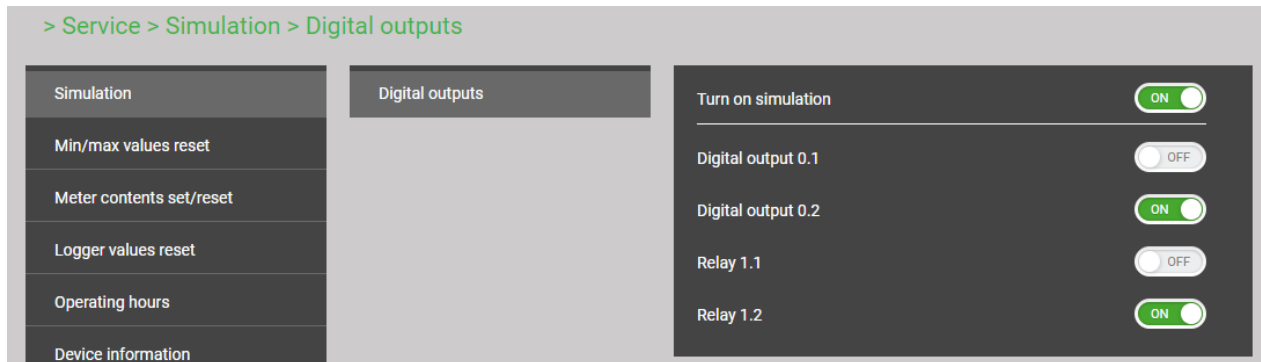 > Service > Simulation > Digital outputs
Simulation
Min/max values reset
Meter contents set/reset
Logger values reset
Operating hours
Device information
Digital outputs
Turn on simulation ON
Digital output 0.1 OFF
Digital output 0.2 ON
Relay 1.1 OFF
Relay 1.2 ON